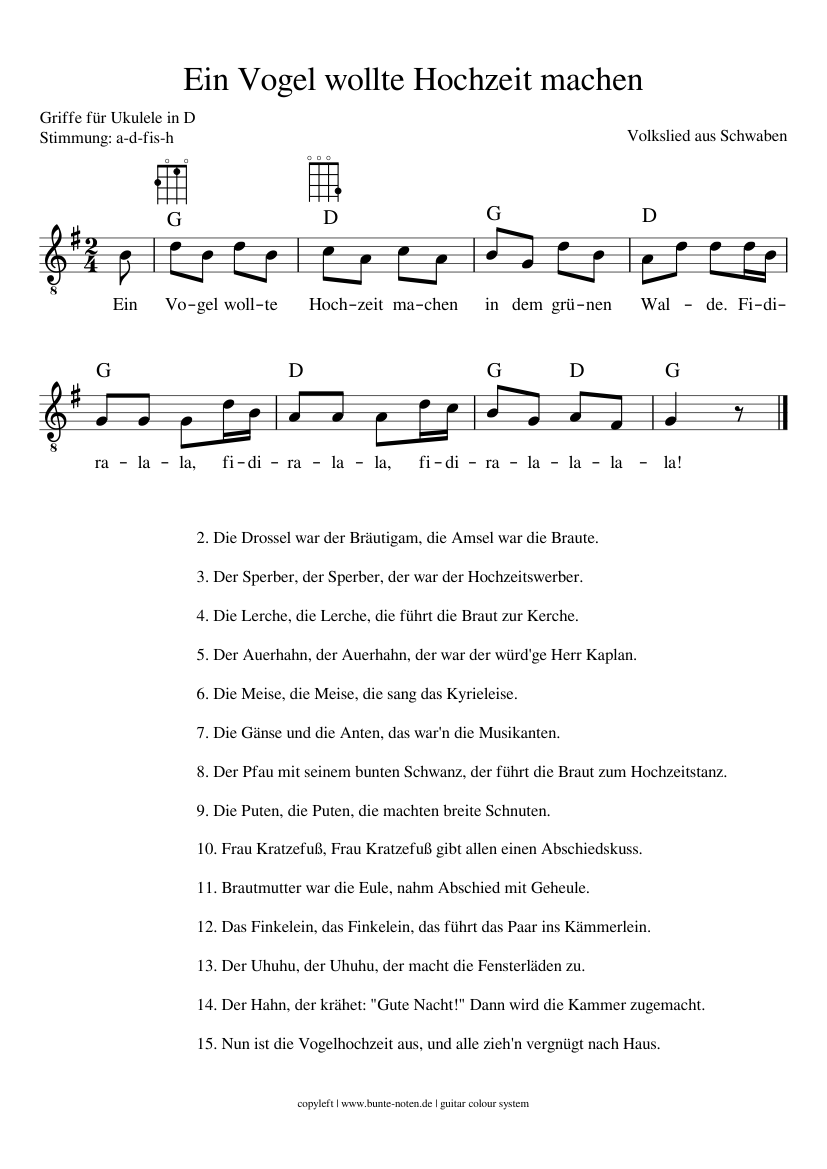 Ein Vogel wollte Hochzeit machen
Griffe für Ukulele in D
Stimmung: a-d-fis-h
Volkslied aus Schwaben
G D G D
2
4
8
Ein Vo-gel woll-te Hoch-zeit ma-chen in dem grü-nen Wal - de. Fi-di-
G D G D G
8
ra - la - la, fi-di - ra - la - la, fi-di - ra - la - la - la - la!
2. Die Drossel war der Bräutigam, die Amsel war die Braute.
3. Der Sperber, der Sperber, der war der Hochzeitswerber.
4. Die Lerche, die Lerche, die führt die Braut zur Kerche.
5. Der Auerhahn, der Auerhahn, der war der würd'ge Herr Kaplan.
6. Die Meise, die Meise, die sang das Kyrieleise.
7. Die Gänse und die Anten, das war'n die Musikanten.
8. Der Pfau mit seinem bunten Schwanz, der führt die Braut zum Hochzeitstanz.
9. Die Puten, die Puten, die machten breite Schnuten.
10. Frau Kratzefuß, Frau Kratzefuß gibt allen einen Abschiedskuss.
11. Brautmutter war die Eule, nahm Abschied mit Geheule.
12. Das Finkelein, das Finkelein, das führt das Paar ins Kämmerlein.
13. Der Uhuhu, der Uhuhu, der macht die Fensterläden zu.
14. Der Hahn, der krähet: "Gute Nacht!" Dann wird die Kammer zugemacht.
15. Nun ist die Vogelhochzeit aus, und alle zieh'n vergnügt nach Haus.
copyleft | www.bunte-noten.de | guitar colour system